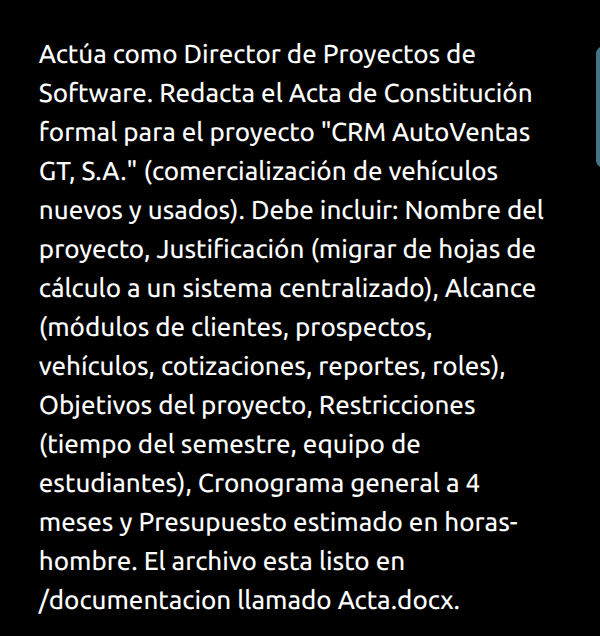 Actúa como Director de Proyectos de
Software. Redacta el Acta de Constitución
formal para el proyecto "CRM AutoVentas
GT, S.A." (comercialización de vehículos
nuevos y usados). Debe incluir: Nombre del
proyecto, Justificación (migrar de hojas de
cálculo a un sistema centralizado), Alcance
(módulos de clientes, prospectos,
vehículos, cotizaciones, reportes, roles),
Objetivos del proyecto, Restricciones
(tiempo del semestre, equipo de
estudiantes), Cronograma general a 4
meses y Presupuesto estimado en horas-
hombre. El archivo esta listo en
/documentacion llamado Acta.docx.